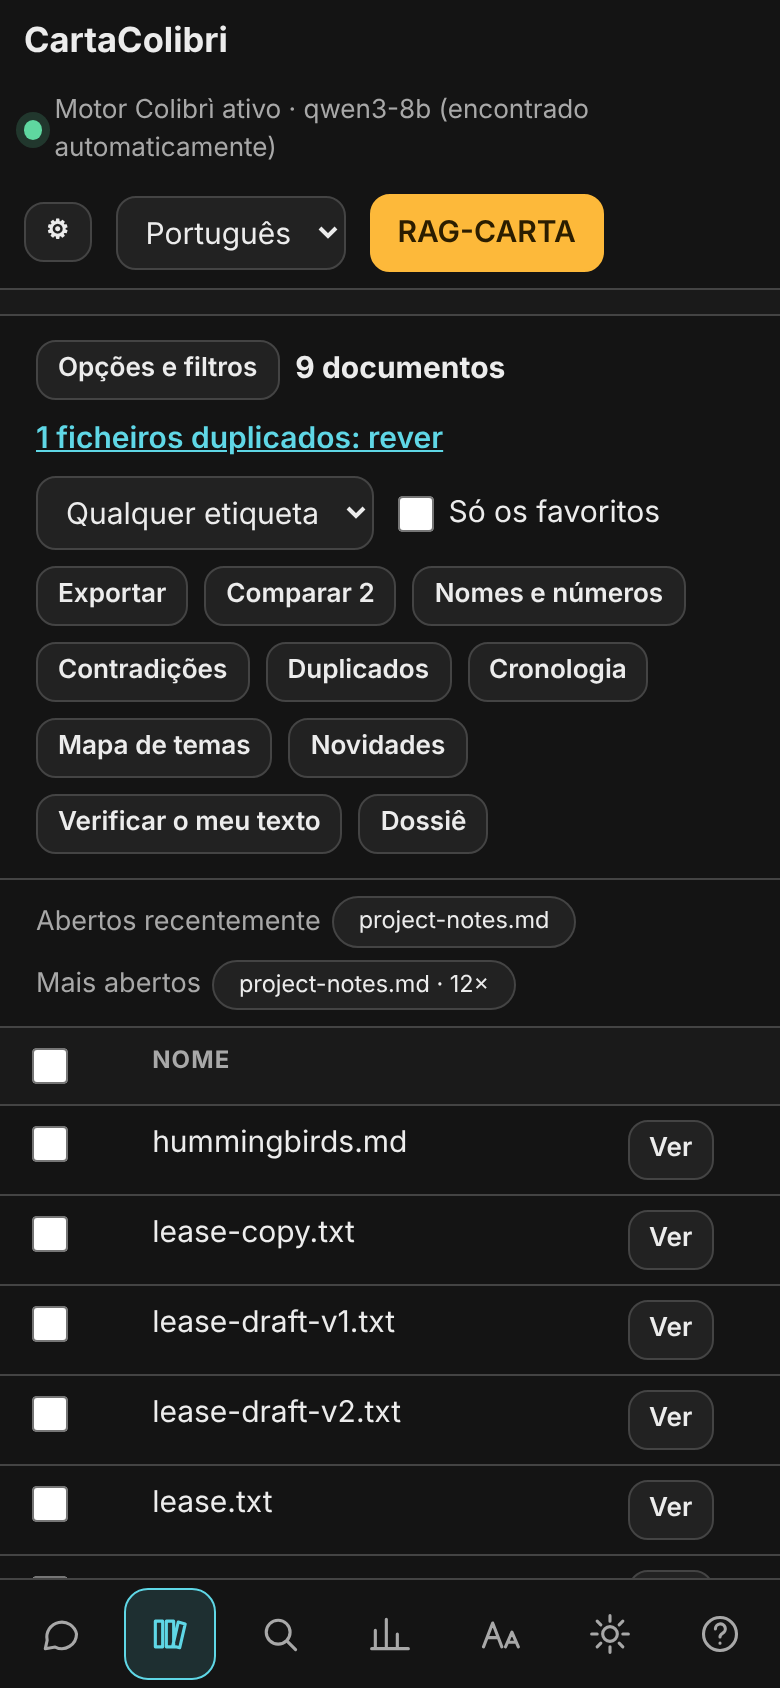 CartaColibri
Motor Colibrì ativo · qwen3-8b (encontrado
automaticamente)
Português
RAG-CARTA
Opções e filtros
9 documentos
1 ficheiros duplicados: rever
Qualquer etiqueta
Só os favoritos
Exportar
Comparar 2
Nomes e números
Contradições
Duplicados
Cronologia
Mapa de temas
Novidades
Verificar o meu texto
Dossiê
Abertos recentemente
project-notes.md
Mais abertos
project-notes.md · 12×
NOME
hummingbirds.md
Ver
lease-copy.txt
Ver
lease-draft-v1.txt
Ver
lease-draft-v2.txt
Ver
lease.txt
Ver
AA